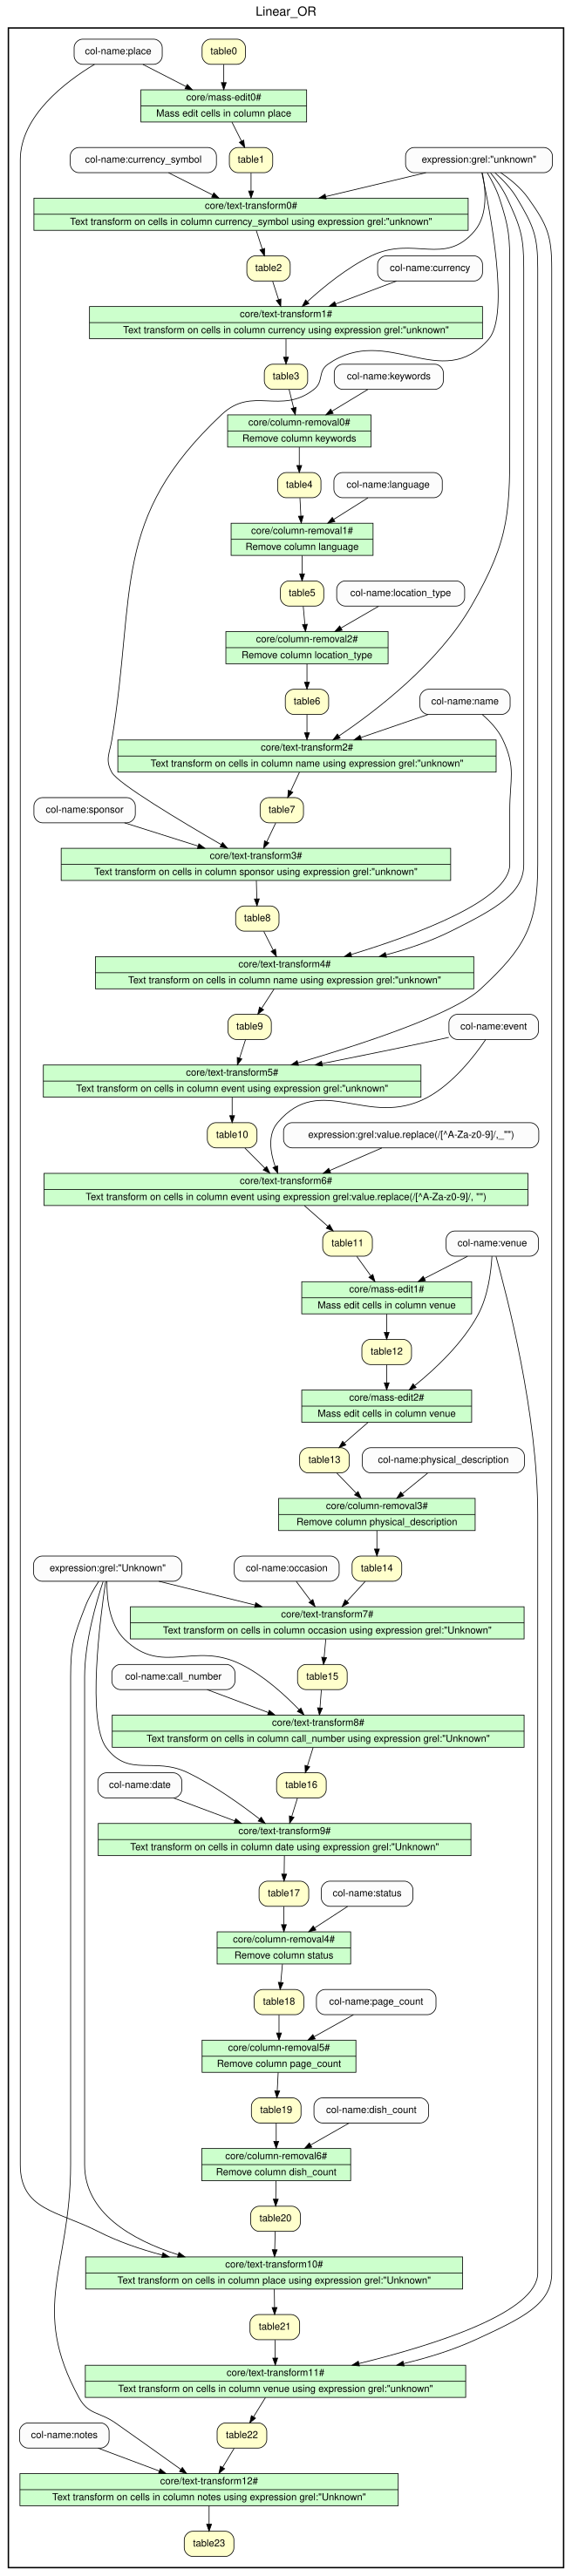 Linear_OR
col-name:place
table0
core/mass-edit0#
Mass edit cells in column place
col-name:currency_symbol
table1
expression:grel:"unknown"
core/text-transform0#
Text transform on cells in column currency_symbol using expression grel:"unknown"
table2
col-name:currency
core/text-transform1#
Text transform on cells in column currency using expression grel:"unknown"
table3
col-name:keywords
core/column-removal0#
Remove column keywords
table4
col-name:language
core/column-removal1#
Remove column language
table5
col-name:location_type
core/column-removal2#
Remove column location_type
table6
col-name:name
core/text-transform2#
Text transform on cells in column name using expression grel:"unknown"
col-name:sponsor
table7
core/text-transform3#
Text transform on cells in column sponsor using expression grel:"unknown"
table8
core/text-transform4#
Text transform on cells in column name using expression grel:"unknown"
table9
col-name:event
core/text-transform5#
Text transform on cells in column event using expression grel:"unknown"
table10
expression:grel:value.replace(/[^A-Za-z0-9]/,_"")
core/text-transform6#
Text transform on cells in column event using expression grel:value.replace(/[^A-Za-z0-9]/, "")
table11
col-name:venue
core/mass-edit1#
Mass edit cells in column venue
table12
core/mass-edit2#
Mass edit cells in column venue
table13
col-name:physical_description
core/column-removal3#
Remove column physical_description
expression:grel:"Unknown"
col-name:occasion
table14
core/text-transform7#
Text transform on cells in column occasion using expression grel:"Unknown"
col-name:call_number
table15
core/text-transform8#
Text transform on cells in column call_number using expression grel:"Unknown"
col-name:date
table16
core/text-transform9#
Text transform on cells in column date using expression grel:"Unknown"
table17
col-name:status
core/column-removal4#
Remove column status
table18
col-name:page_count
core/column-removal5#
Remove column page_count
table19
col-name:dish_count
core/column-removal6#
Remove column dish_count
table20
core/text-transform10#
Text transform on cells in column place using expression grel:"Unknown"
table21
core/text-transform11#
Text transform on cells in column venue using expression grel:"unknown"
col-name:notes
table22
core/text-transform12#
Text transform on cells in column notes using expression grel:"Unknown"
table23